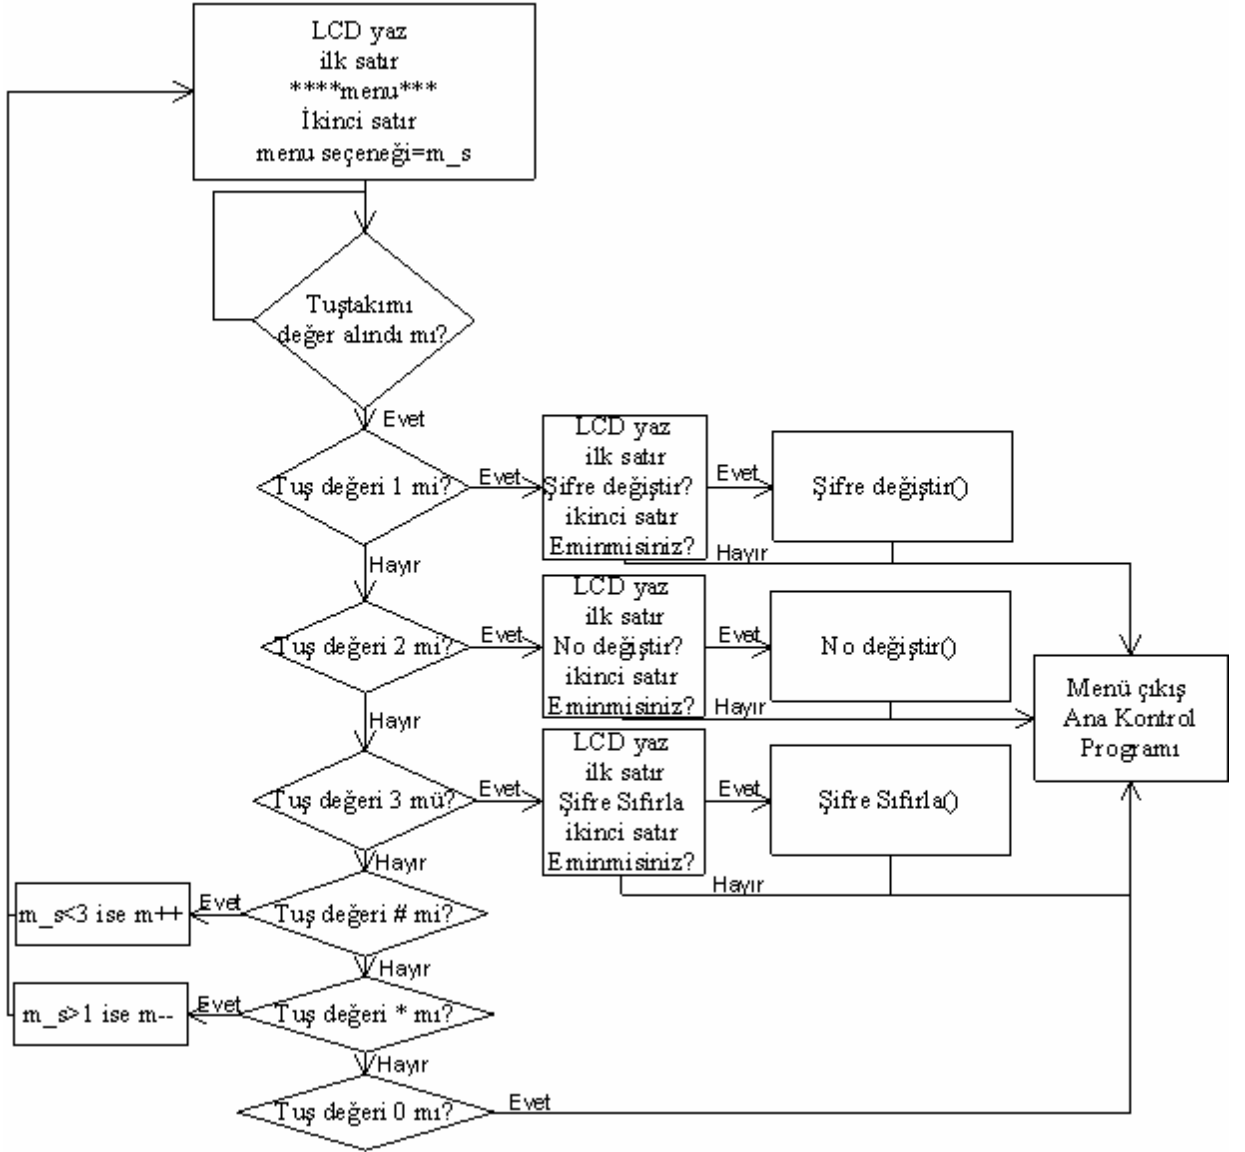 LCD yaz
ilk satır
****menu***
İkinci satır
menu seçeneği=m_s
Tuştakımı
değer alındı mı?
Evet
Tuş değeri 1 mi?
Evet
LCD yaz
ilk satır
Şifre değiştir?
ikinci satır
Eminmisiniz?
Evet
Şifre değiştir()
Hayır
Hayır
Tuş değeri 2 mi?
Evet
LCD yaz
ilk satır
No değiştir?
ikinci satır
Eminmisiniz?
Evet
No değiştir()
Hayır
Menü çıkış
Ana Kontrol
Programı
Hayır
Tuş değeri 3 mü?
Evet
LCD yaz
ilk satır
Şifre Sıfırla
ikinci satır
Eminmisiniz?
Evet
Şifre Sıfırla()
Hayır
Hayır
Tuş değeri # mi?
Evet
m_s<3 ise m++
Hayır
Tuş değeri * mı?
Evet
m_s>1 ise m--
Hayır
Tuş değeri 0 mı?
Evet